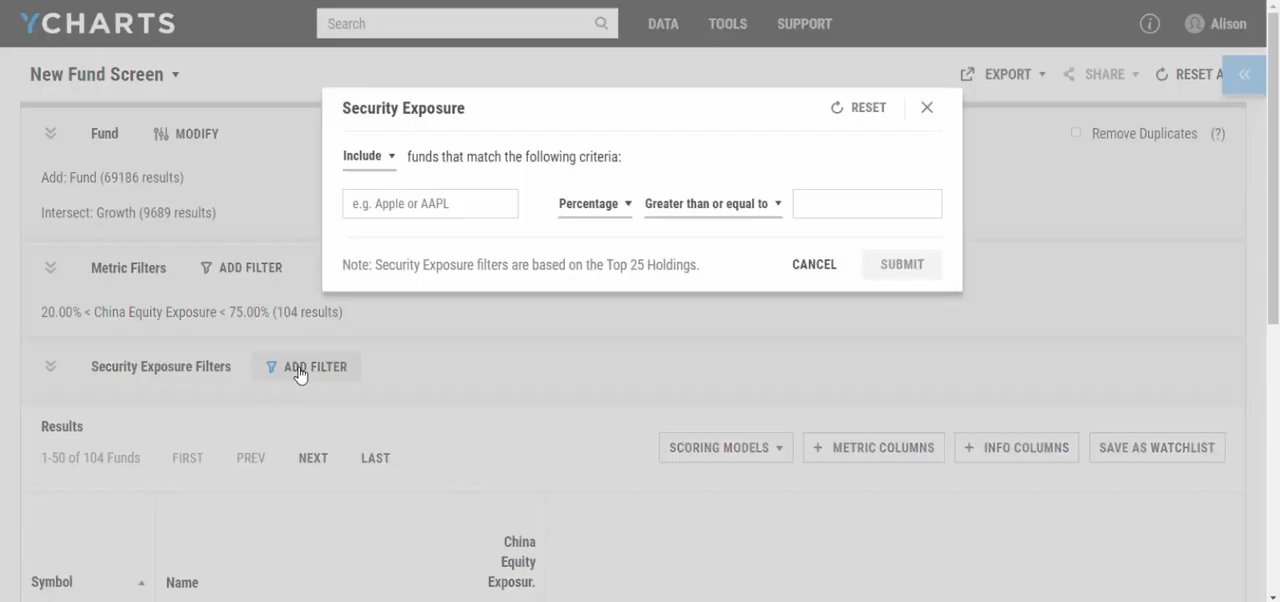 YCHARTS
Search
DATA
TOOLS
SUPPORT
Alison
New Fund Screen
EXPORT
SHARE
RESET A
Security Exposure
RESET
Include funds that match the following criteria:
e.g. Apple or AAPL
Percentage
Greater than or equal to
Note: Security Exposure filters are based on the Top 25 Holdings.
CANCEL
SUBMIT
Fund
MODIFY
Remove Duplicates (?)
Add: Fund (69186 results)
Intersect: Growth (9689 results)
Metric Filters
ADD FILTER
20.00% < China Equity Exposure < 75.00% (104 results)
Security Exposure Filters
ADD FILTER
Results
1-50 of 104 Funds
FIRST
PREV
NEXT
LAST
SCORING MODELS
+ METRIC COLUMNS
+ INFO COLUMNS
SAVE AS WATCHLIST
Symbol
Name
China
Equity
Exposur.